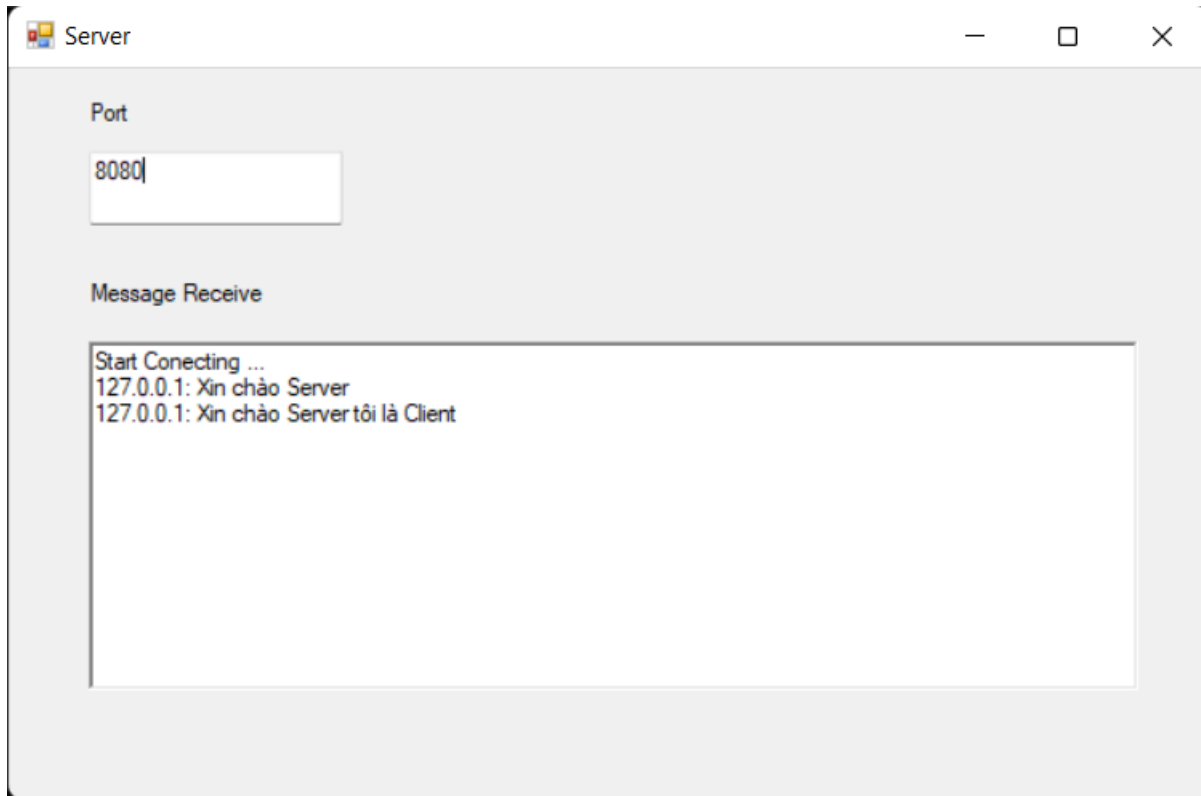 Server
Port
8080
Message Receive
Start Conecting ...
127.0.0.1: Xin chào Server
127.0.0.1: Xin chào Server tôi là Client